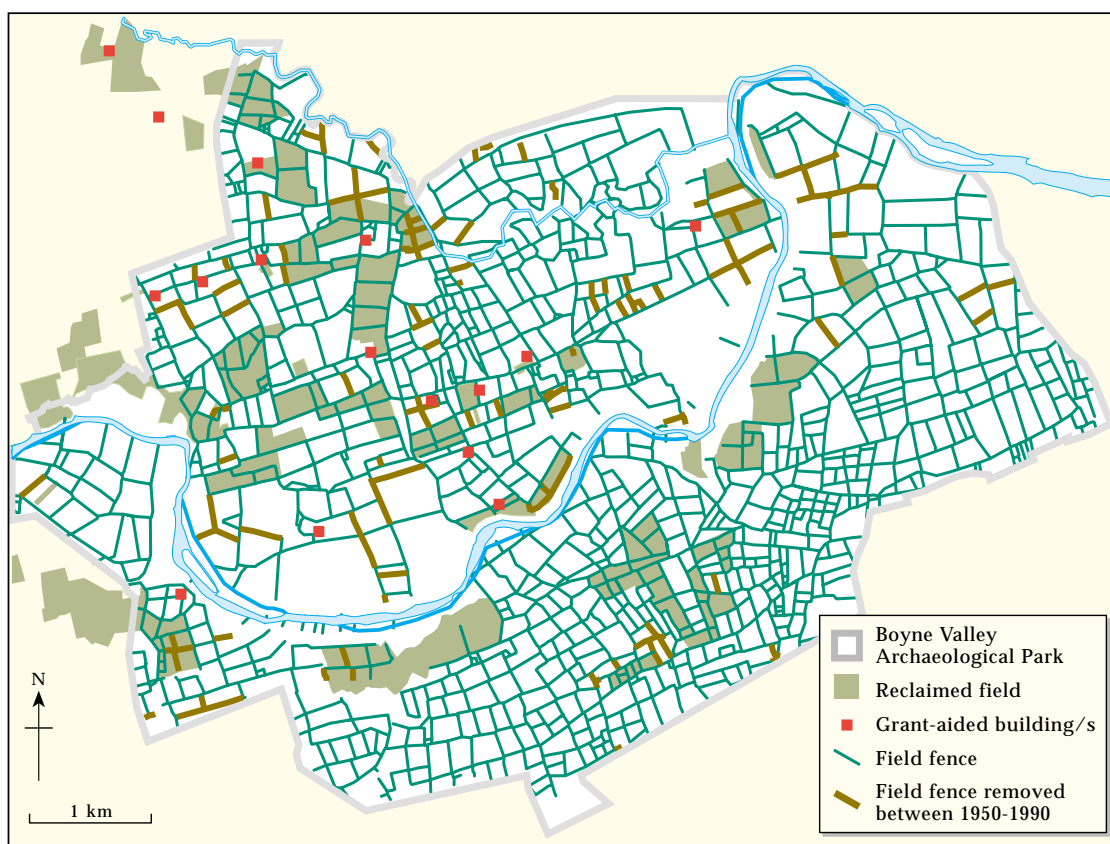 Boyne Valley
Archaeological Park
Reclaimed field
Grant-aided building/s
Field fence
Field fence removed
between 1950-1990
N
1 km